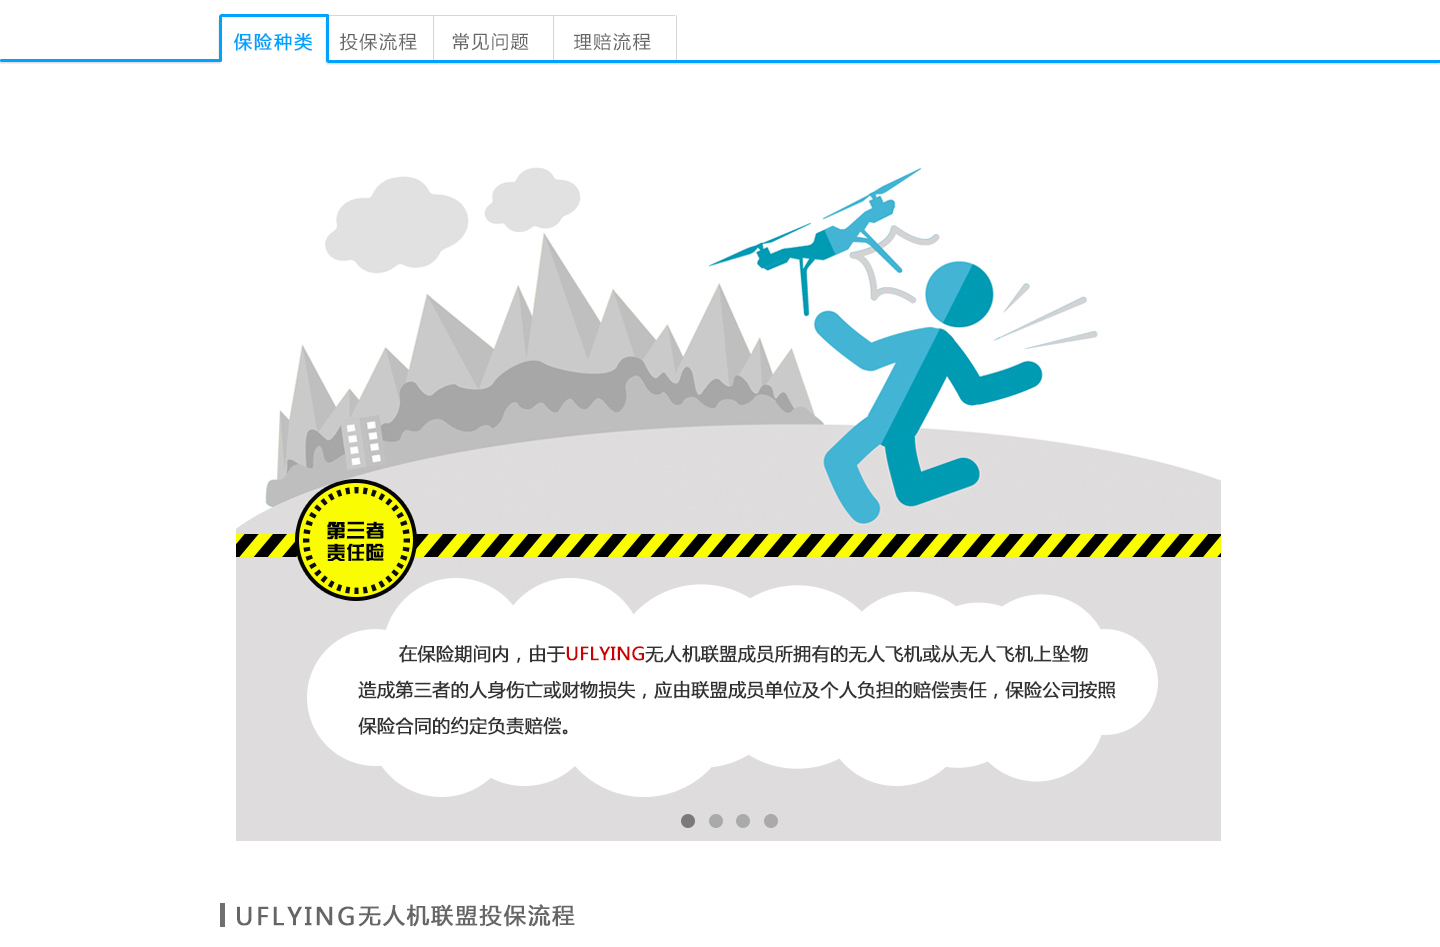 保险种类
投保流程
常见问题
理赔流程
第三者
责任险
在保险期间内，由于UFLYING无人机联盟成员所拥有的无人飞机或从无人飞机上坠物
造成第三者的人身伤亡或财物损失，应由联盟成员单位及个人负担的赔偿责任，保险公司按照
保险合同的约定负责赔偿。
UFLYING无人机联盟投保流程